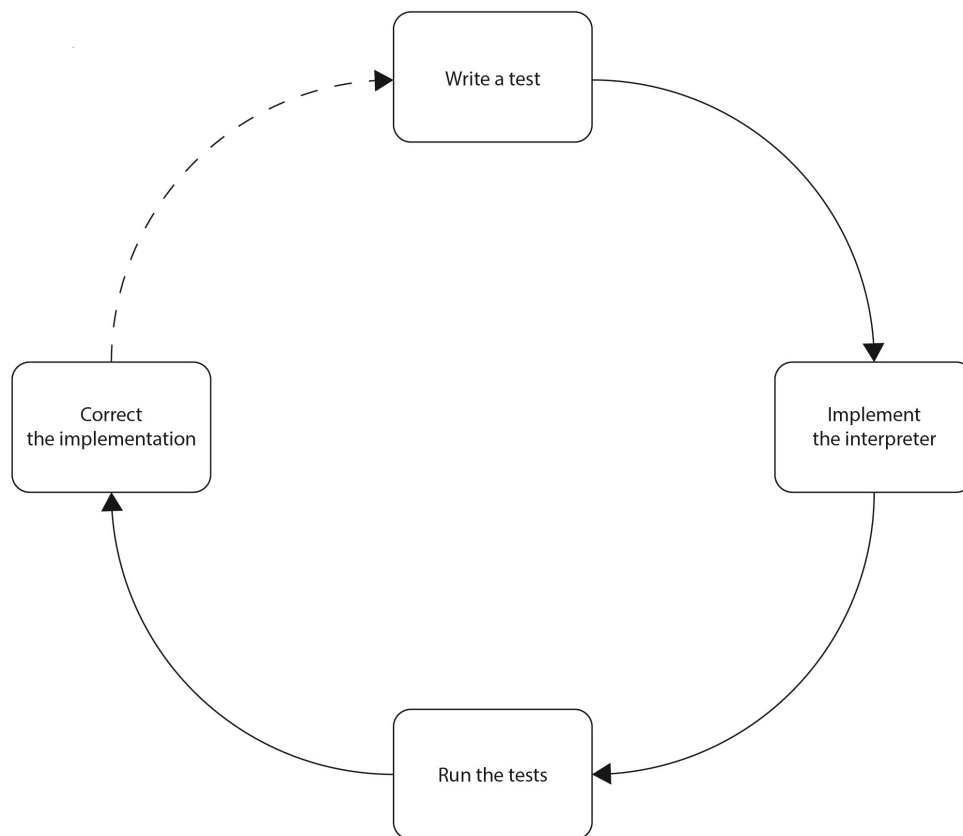 Write a test
Correct
the implementation
Implement
the interpreter
Run the tests